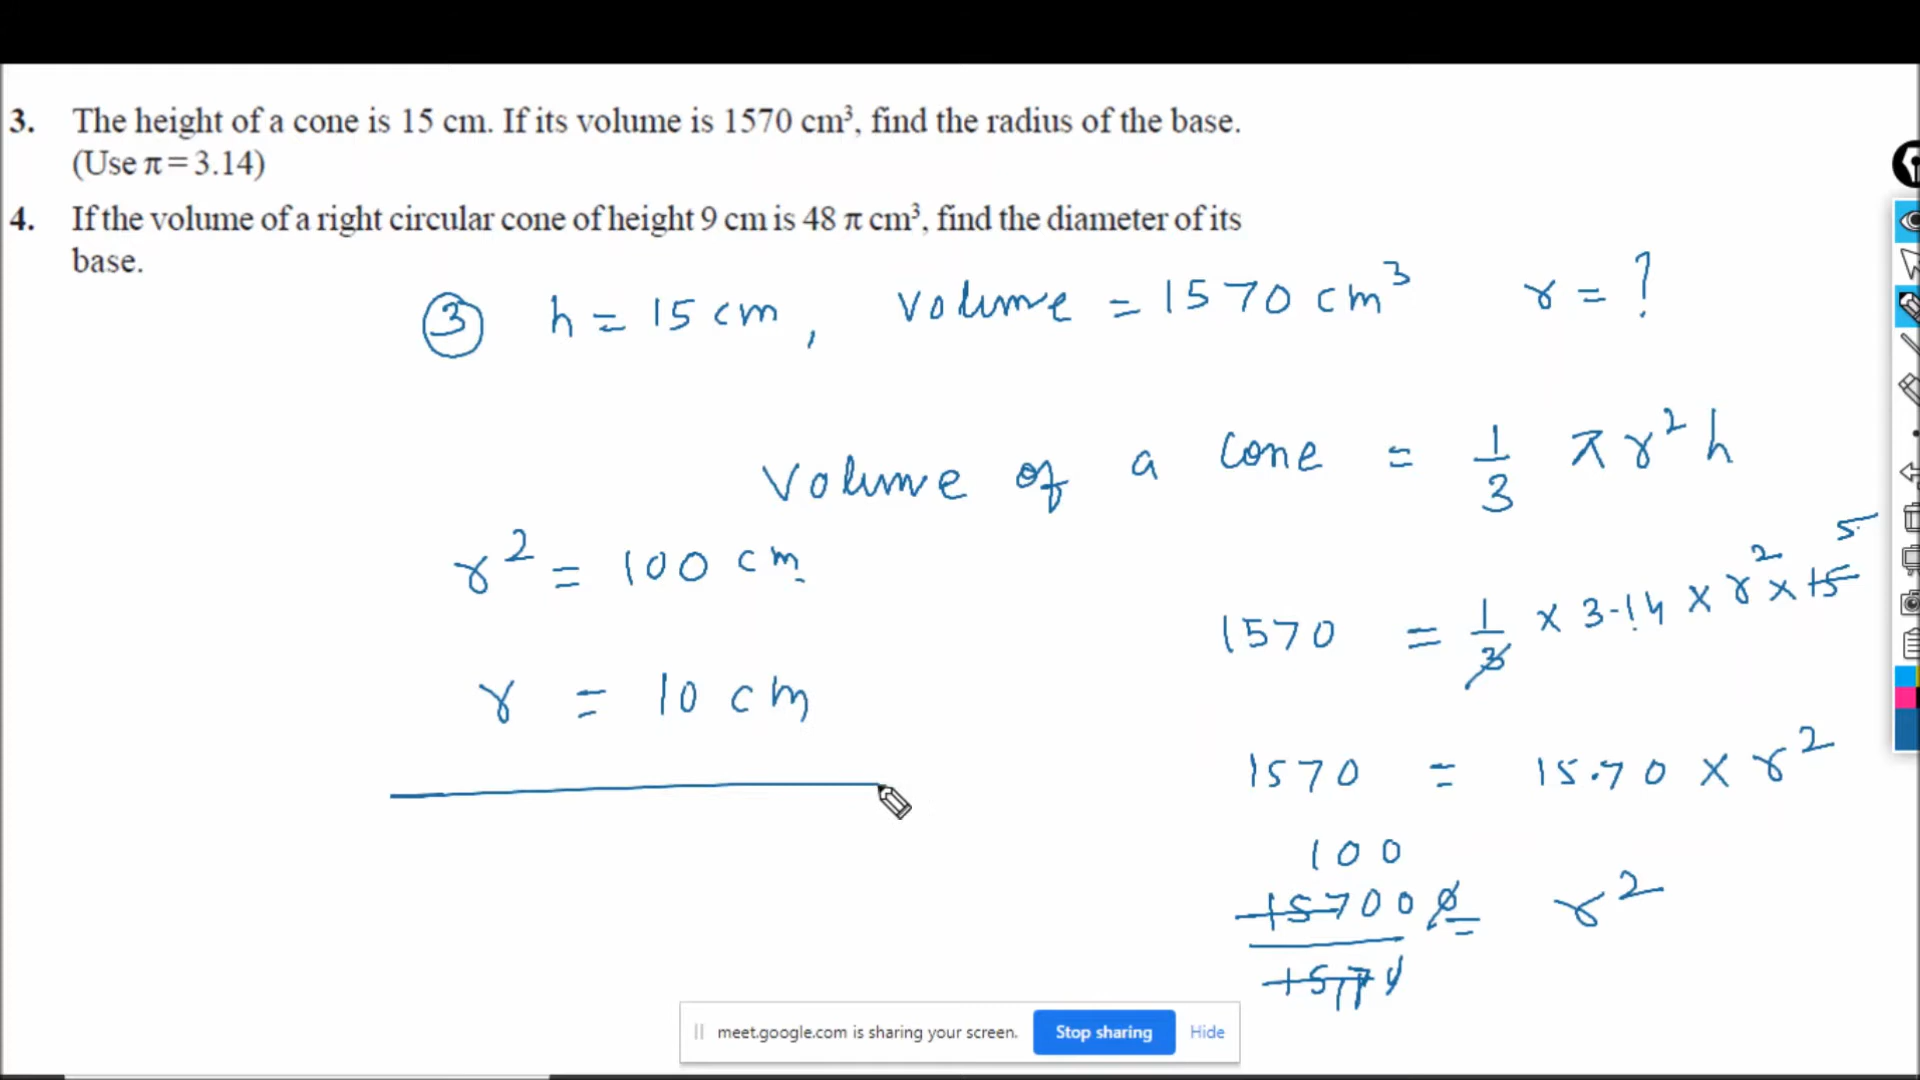 3. The height of a cone is 15 cm. If its volume is 1570 cm³, find the radius of the base.
(Use π = 3.14)
4. If the volume of a right circular cone of height 9 cm is 48 π cm³, find the diameter of its
base.
③ h = 15 cm, volume = 1570 cm³ r = ?
Volume of a cone = 1/3 π r² h
r² = 100 cm
1570 = 1/3 × 3.14 × r² × 15 5
r = 10 cm
1570 = 15.70 × r²
100
157000 = r²
1570
meet.google.com is sharing your screen. Stop sharing Hide